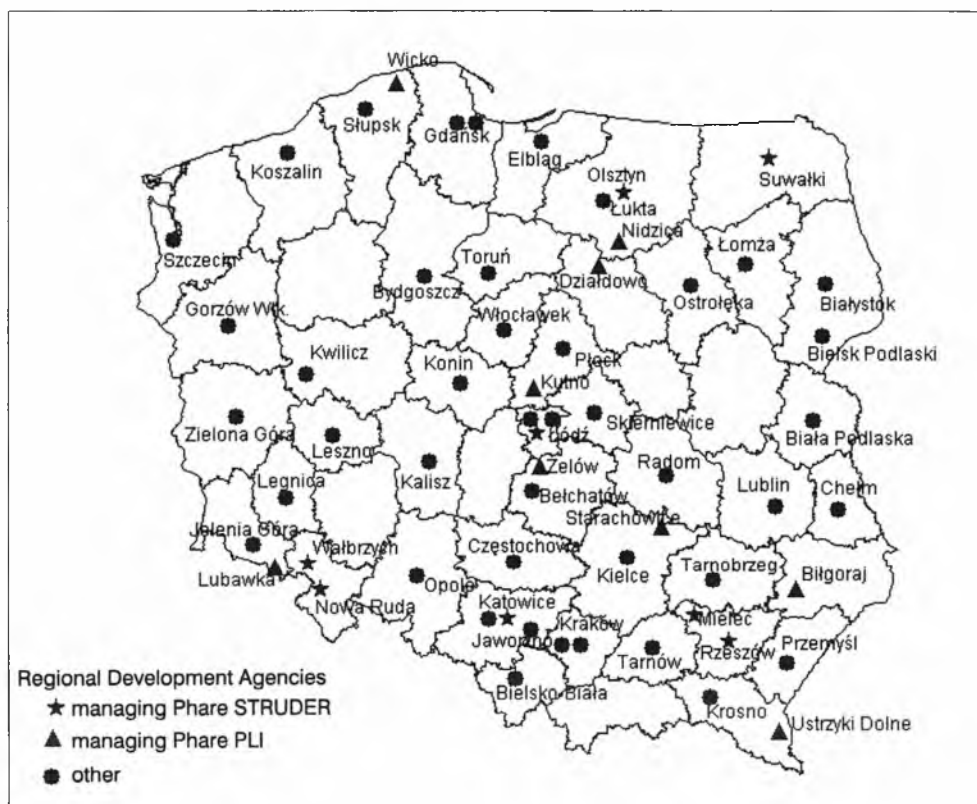 Wicko
Słupsk
Gdańsk
Koszalin
Elbląg
Olsztyn
Suwałki
Łukta
Nidzica
Łomża
Szczecin
Toruń
Działdowo
Bydgoszcz
Ostrołęka
Białystok
Gorzów Wlk.
Włocławek
Bielsk Podlaski
Kwilicz
Konin
Płock
Kutno
Skierniewice
Zielona Góra
Łódź
Biała Podlaska
Leszno
Kalisz
Zelów
Radom
Legnica
Lublin
Chełm
Bełchatów
Starachowice
Jelenia Góra
Wałbrzych
Częstochowa
Lubawka
Opole
Kielce
Tarnobrzeg
Biłgoraj
Nowa Ruda
Katowice
Kraków
Mielec
Jaworzno
Tarnów
Rzeszów
Przemyśl
Bielsko-Biała
Krosno
Ustrzyki Dolne
Regional Development Agencies
managing Phare STRUDER
managing Phare PLI
other